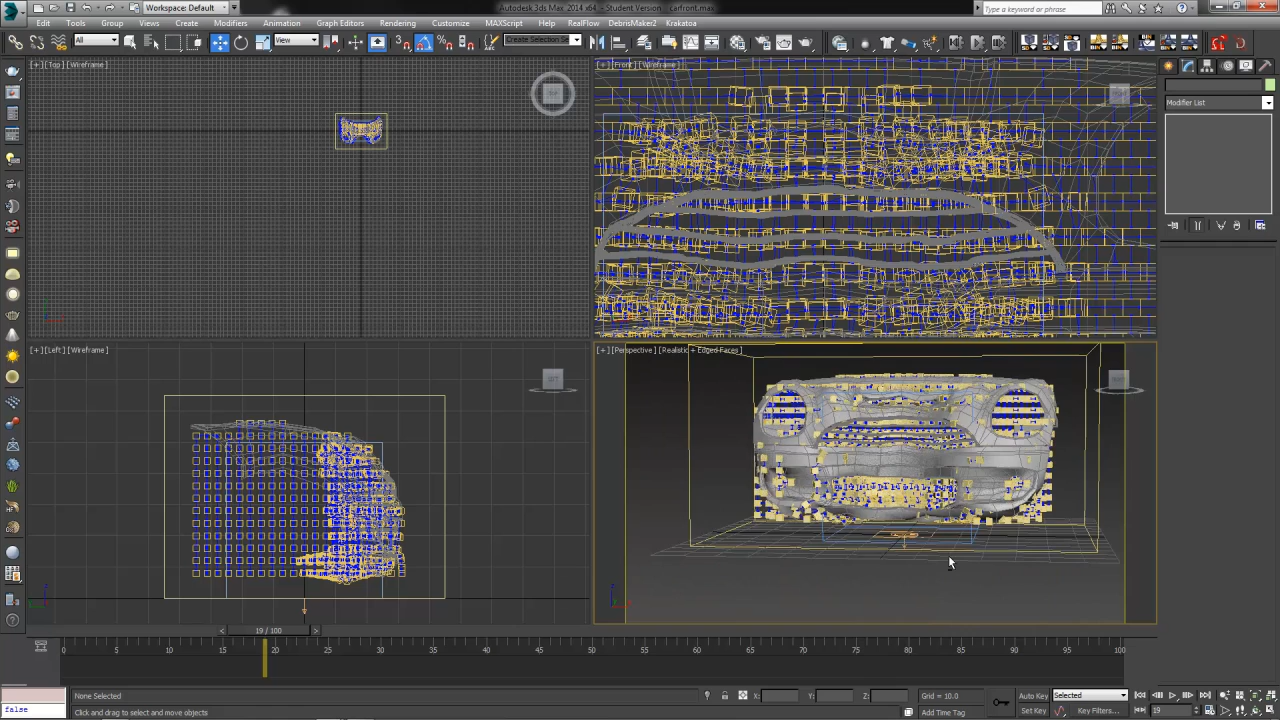 Workspace: Default
Autodesk 3ds Max 2014 - Student Version carfront.max
Type a keyword or phrase
Edit Tools Group Views Create Modifiers Animation Graph Editors Rendering Customize MAXScript Help RealFlow DebrisMaker2 Krakatoa
All
View
Create Selection Se
[+] [Top] [Wireframe]
[+] [Front] [Wireframe]
Modifier List
[+] [Left] [Wireframe]
[+] [Perspective] [Realistic + Edged Faces]
19 / 100
0 5 10 15 20 25 30 35 40 45 50 55 60 65 70 75 80 85 90 95 100
None Selected
X: Y: Z: Grid = 10.0
Auto Key Selected
false
Click and drag to select and move objects
Add Time Tag
Set Key Key Filters...
19